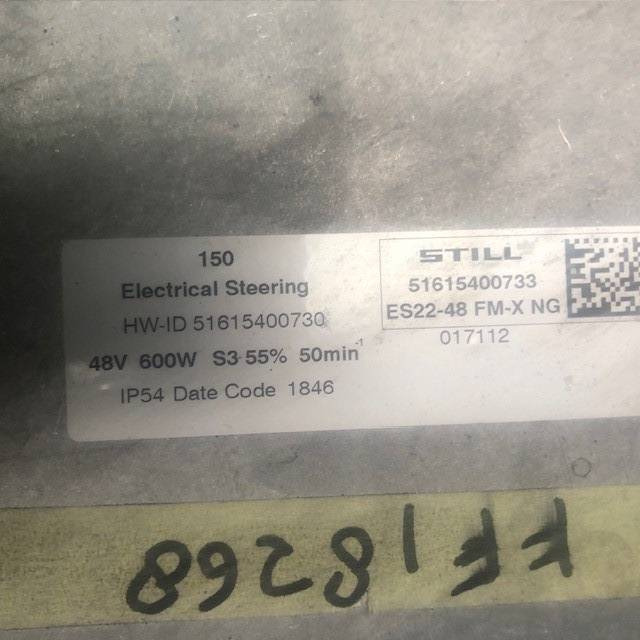 150
Electrical Steering
HW-ID 51615400730
48V 600W S3 55% 50min⁻¹
IP54 Date Code 1846
STILL
51615400733
ES22-48 FM-X NG
017112
8928177